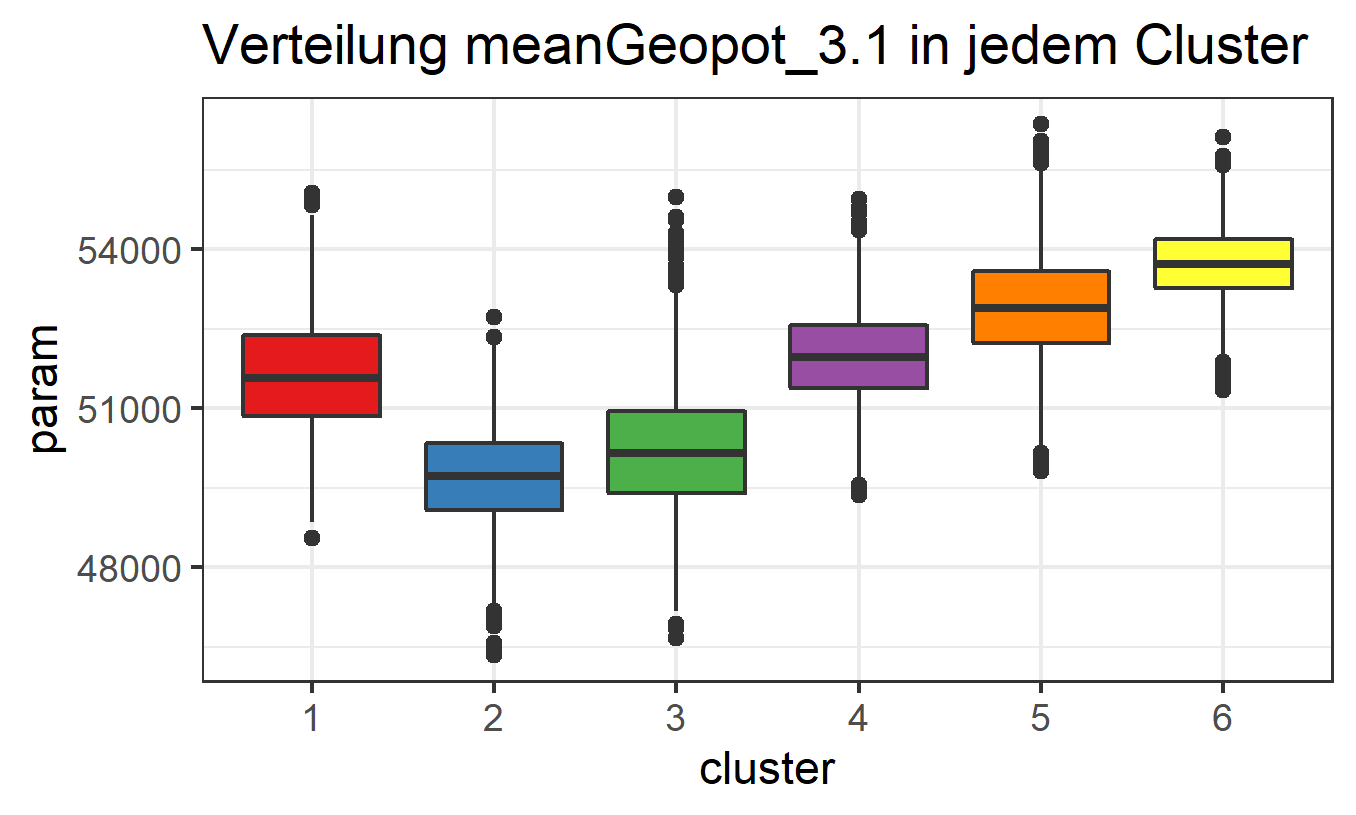 Verteilung meanGeopot_3.1 in jedem Cluster
54000
51000
48000
param
1 2 3 4 5 6
cluster